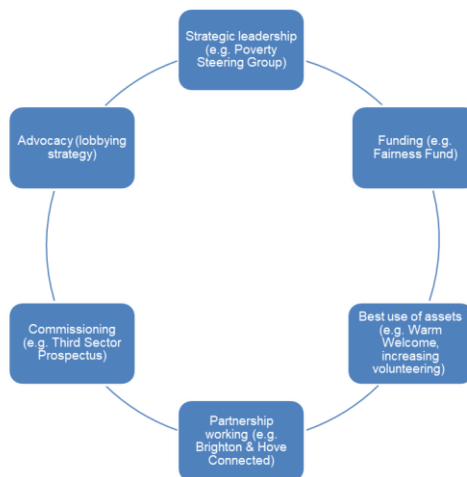 Strategic leadership
(e.g. Poverty
Steering Group)
Funding (e.g.
Fairness Fund)
Best use of assets
(e.g. Warm
Welcome,
increasing
volunteering)
Partnership
working (e.g.
Brighton & Hove
Connected)
Commissioning
(e.g. Third Sector
Prospectus)
Advocacy (lobbying
strategy)